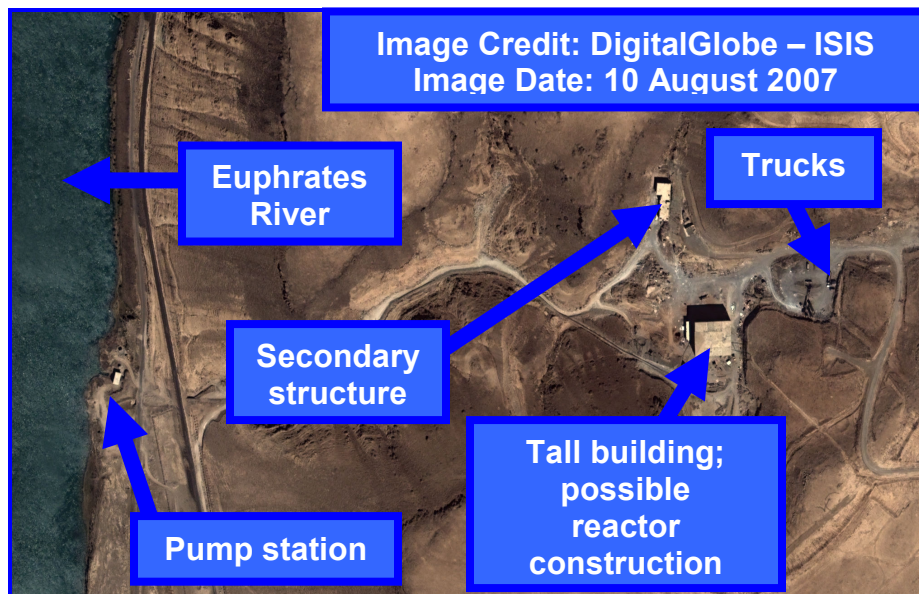 Image Credit: DigitalGlobe – ISIS
Image Date: 10 August 2007
Euphrates
River
Trucks
Secondary
structure
Tall building;
possible
reactor
construction
Pump station